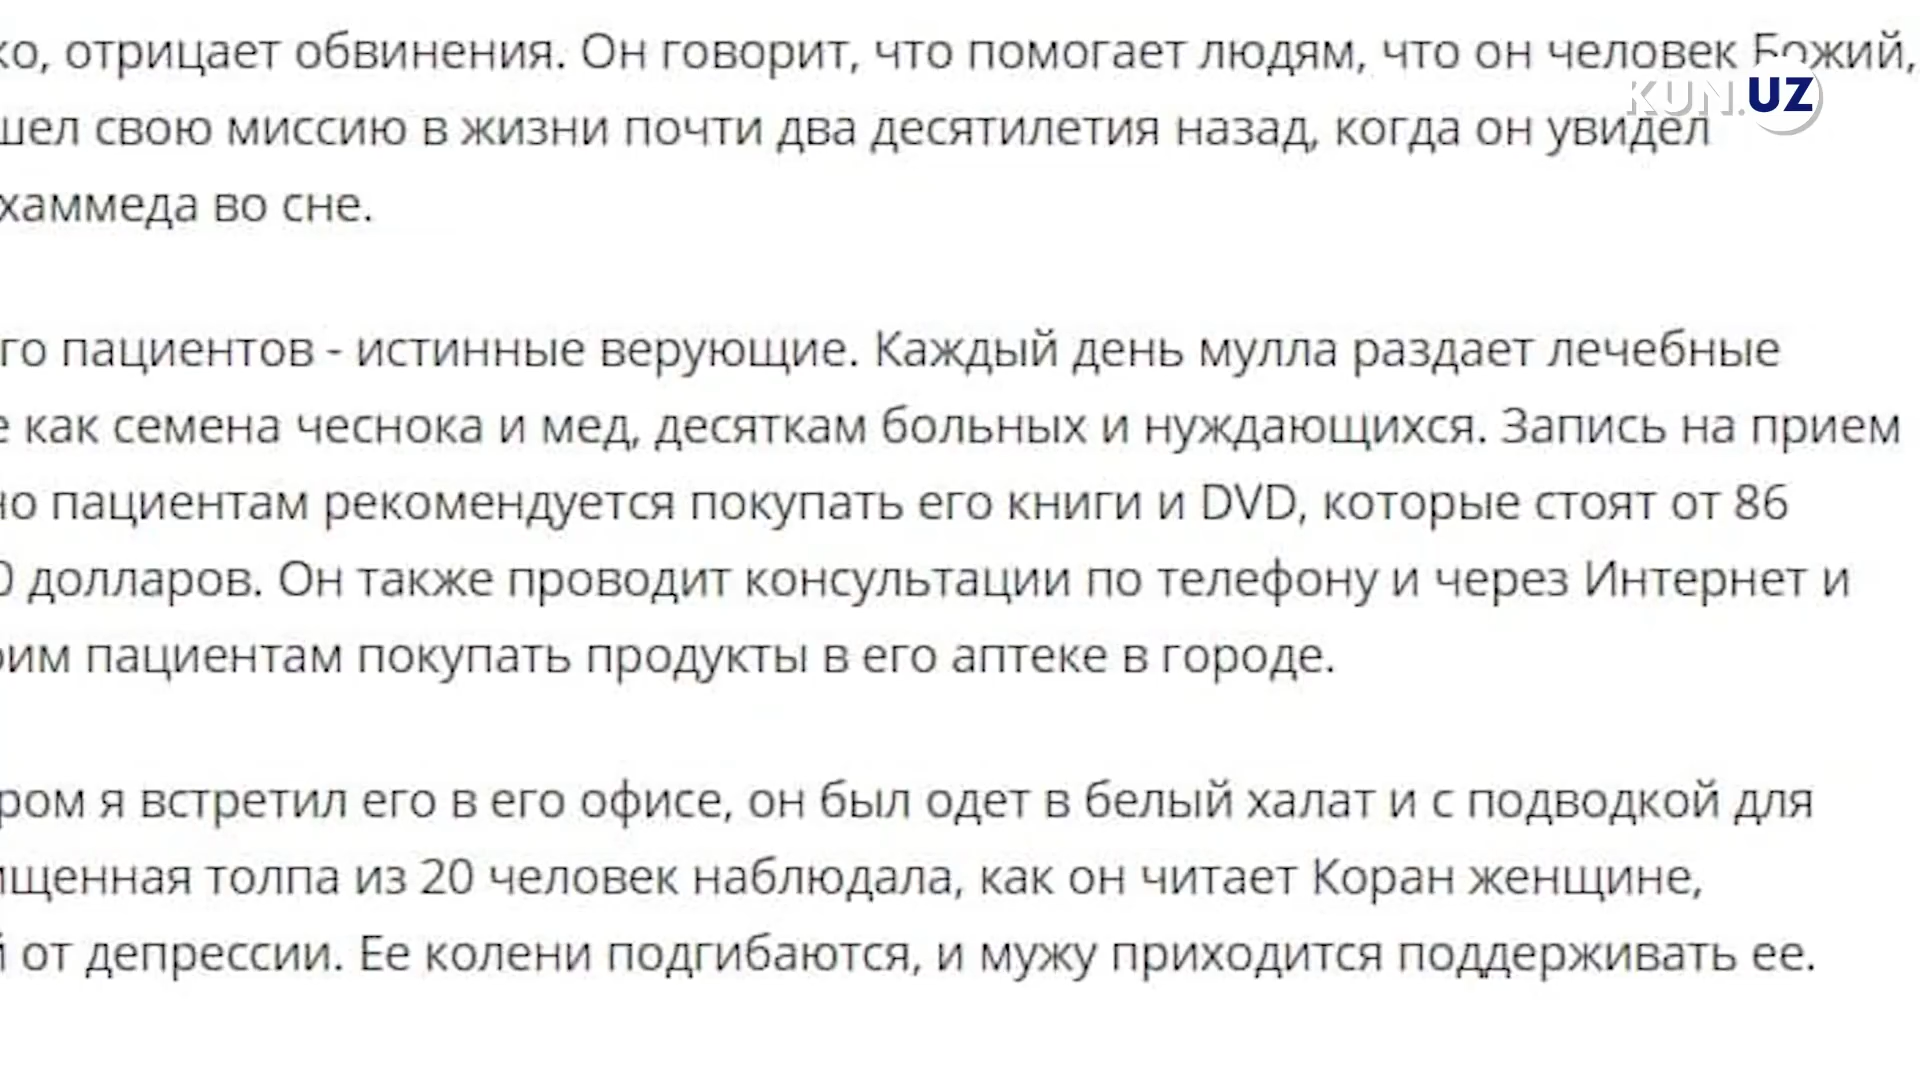 ко, отрицает обвинения. Он говорит, что помогает людям, что он человек Божий,
KUN.UZ
шел свою миссию в жизни почти два десятилетия назад, когда он увидел
хаммеда во сне.
го пациентов - истинные верующие. Каждый день мулла раздает лечебные
е как семена чеснока и мед, десяткам больных и нуждающихся. Запись на прием
но пациентам рекомендуется покупать его книги и DVD, которые стоят от 86
0 долларов. Он также проводит консультации по телефону и через Интернет и
оим пациентам покупать продукты в его аптеке в городе.
ром я встретил его в его офисе, он был одет в белый халат и с подводкой для
ищенная толпа из 20 человек наблюдала, как он читает Коран женщине,
й от депрессии. Ее колени подгибаются, и мужу приходится поддерживать ее.